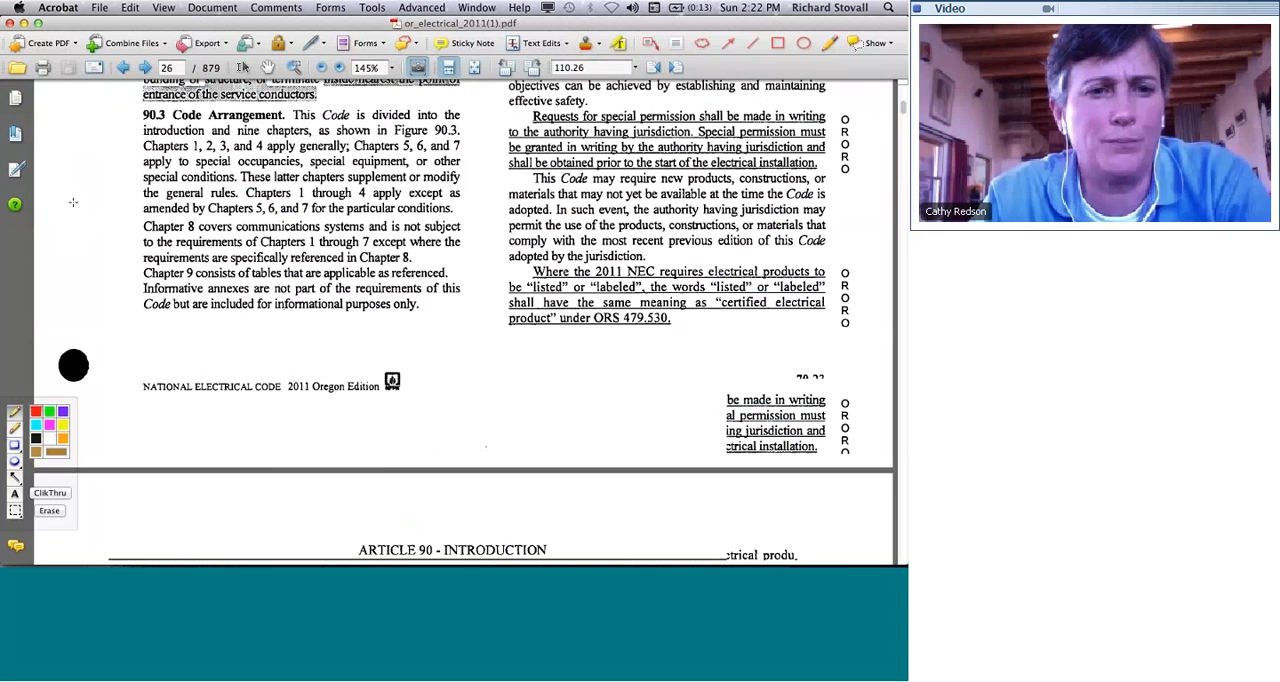 Acrobat File Edit View Document Comments Forms Tools Advanced Window Help (0:13) Sun 2:22 PM Richard Stovall
or_electrical_2011(1).pdf
Create PDF Combine Files Export Forms Sticky Note Text Edits Show
26 / 879 145% 110.26
entrance of the service conductors.
90.3 Code Arrangement. This Code is divided into the
introduction and nine chapters, as shown in Figure 90.3.
Chapters 1, 2, 3, and 4 apply generally; Chapters 5, 6, and 7
apply to special occupancies, special equipment, or other
special conditions. These latter chapters supplement or modify
the general rules. Chapters 1 through 4 apply except as
amended by Chapters 5, 6, and 7 for the particular conditions.
Chapter 8 covers communications systems and is not subject
to the requirements of Chapters 1 through 7 except where the
requirements are specifically referenced in Chapter 8.
Chapter 9 consists of tables that are applicable as referenced.
Informative annexes are not part of the requirements of this
Code but are included for informational purposes only.
NATIONAL ELECTRICAL CODE 2011 Oregon Edition
objectives can be achieved by establishing and maintaining
effective safety.
Requests for special permission shall be made in writing
to the authority having jurisdiction. Special permission must
be granted in writing by the authority having jurisdiction and
shall be obtained prior to the start of the electrical installation.
O
R
O
R
O
This Code may require new products, constructions, or
materials that may not yet be available at the time the Code is
adopted. In such event, the authority having jurisdiction may
permit the use of the products, constructions, or materials that
comply with the most recent previous edition of this Code
adopted by the jurisdiction.
Where the 2011 NEC requires electrical products to
be “listed” or “labeled”, the words “listed” or “labeled”
shall have the same meaning as “certified electrical
product” under ORS 479.530.
O
R
O
R
O
be made in writing
al permission must
ing jurisdiction and
ctrical installation.
O
R
O
R
O
ClikThru
Erase
ARTICLE 90 - INTRODUCTION
Video
Cathy Redson